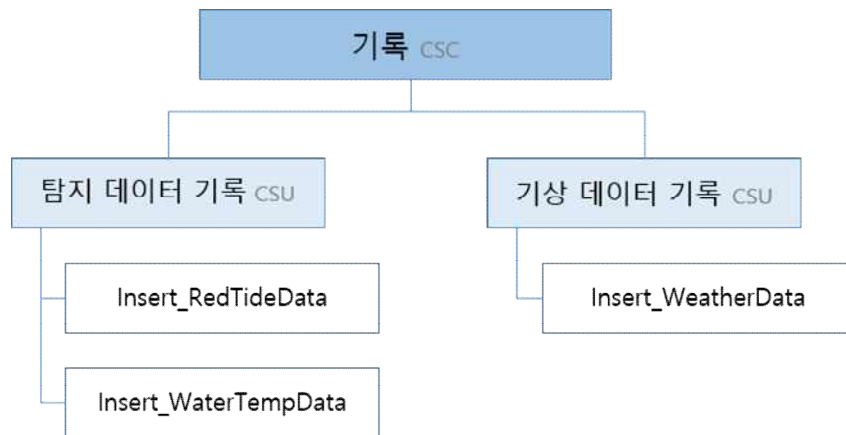 기록 CSC
탐지 데이터 기록 CSU
기상 데이터 기록 CSU
Insert_RedTideData
Insert_WeatherData
Insert_WaterTempData